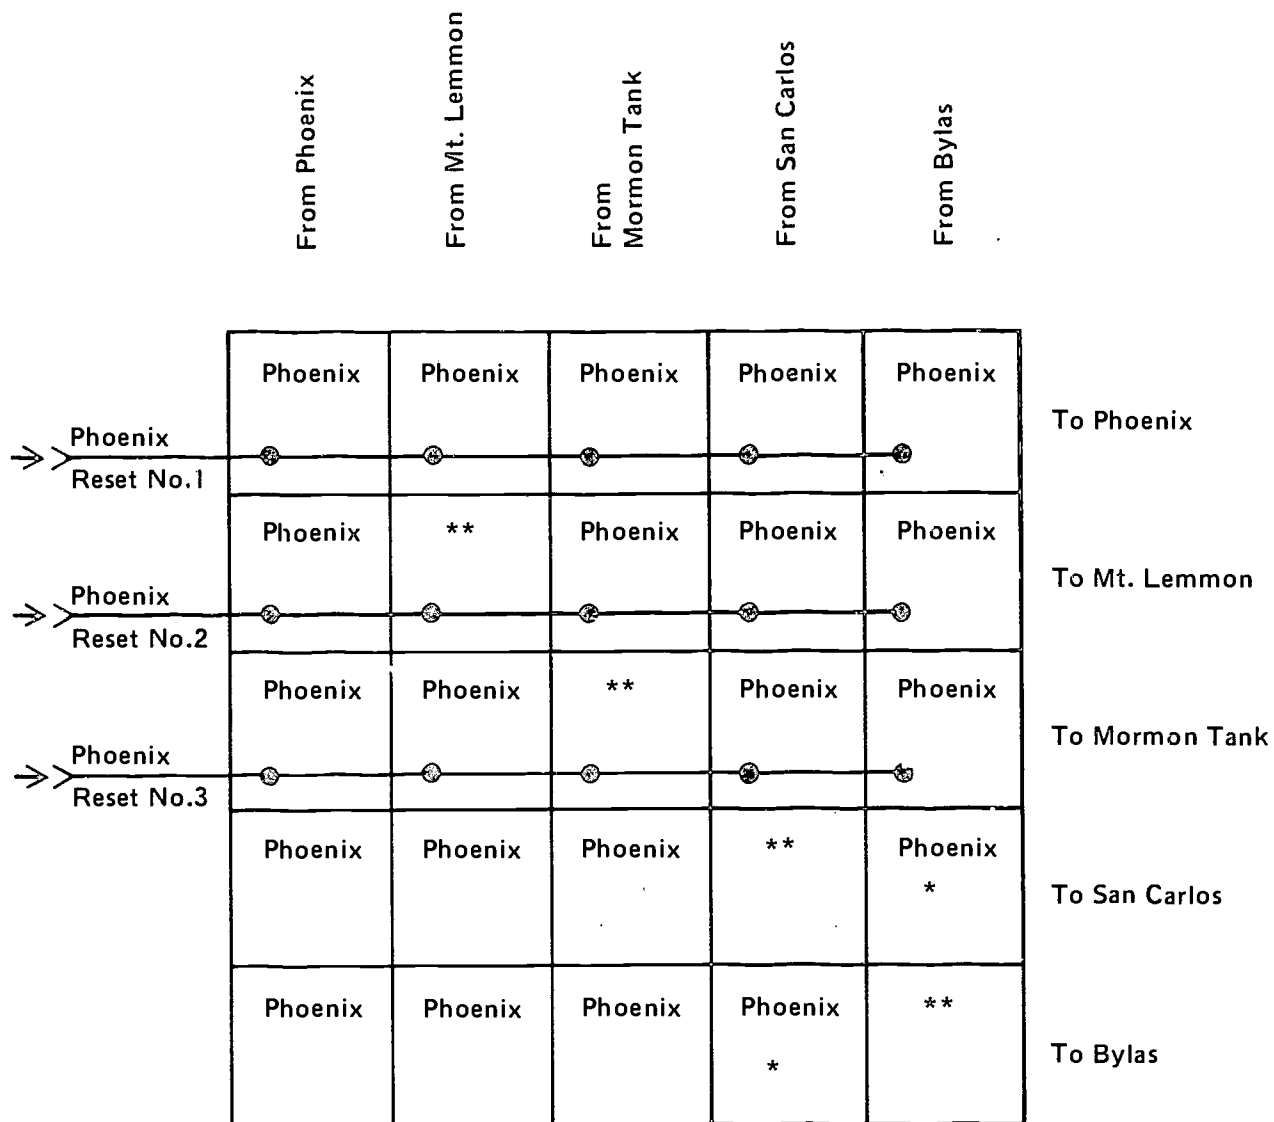 From Phoenix
From Mt. Lemmon
From
Mormon Tank
From San Carlos
From Bylas
Phoenix Phoenix Phoenix Phoenix Phoenix
To Phoenix
Phoenix
Reset No.1
Phoenix ** Phoenix Phoenix Phoenix
To Mt. Lemmon
Phoenix
Reset No.2
Phoenix Phoenix ** Phoenix Phoenix
To Mormon Tank
Phoenix
Reset No.3
Phoenix Phoenix Phoenix ** Phoenix
*
To San Carlos
Phoenix Phoenix Phoenix Phoenix **
To Bylas
*